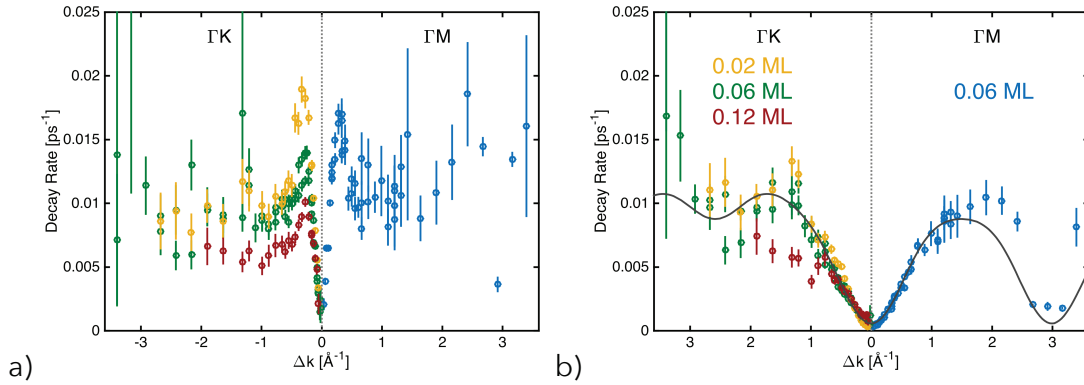 0.025
0.02
0.015
0.01
0.005
0
Decay Rate [ps⁻¹]
ΓK
ΓM
-3 -2 -1 0 1 2 3
Δk [Å⁻¹]
a)
0.025
0.02
0.015
0.01
0.005
0
Decay Rate [ps⁻¹]
ΓK
ΓM
0.02 ML
0.06 ML
0.12 ML
0.06 ML
3 2 1 0 1 2 3
Δk [Å⁻¹]
b)